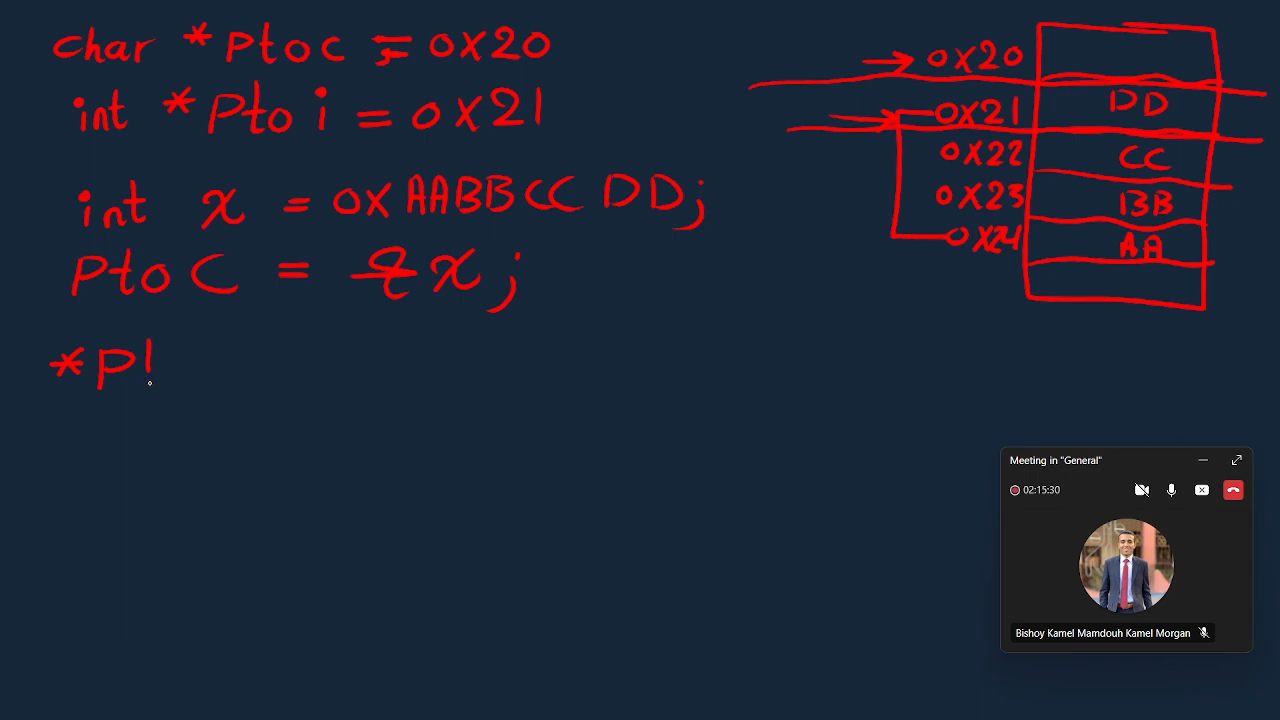 char *Ptoc = 0X20
int *Ptoi = 0X21
int x = 0XAABBCCDD;
PtoC = &x;
*Pt
0X20
0X21 DD
0X22 CC
0X23 BB
0X24 AA
Meeting in "General"
02:15:30
Bishoy Kamel Mamdouh Kamel Morgan